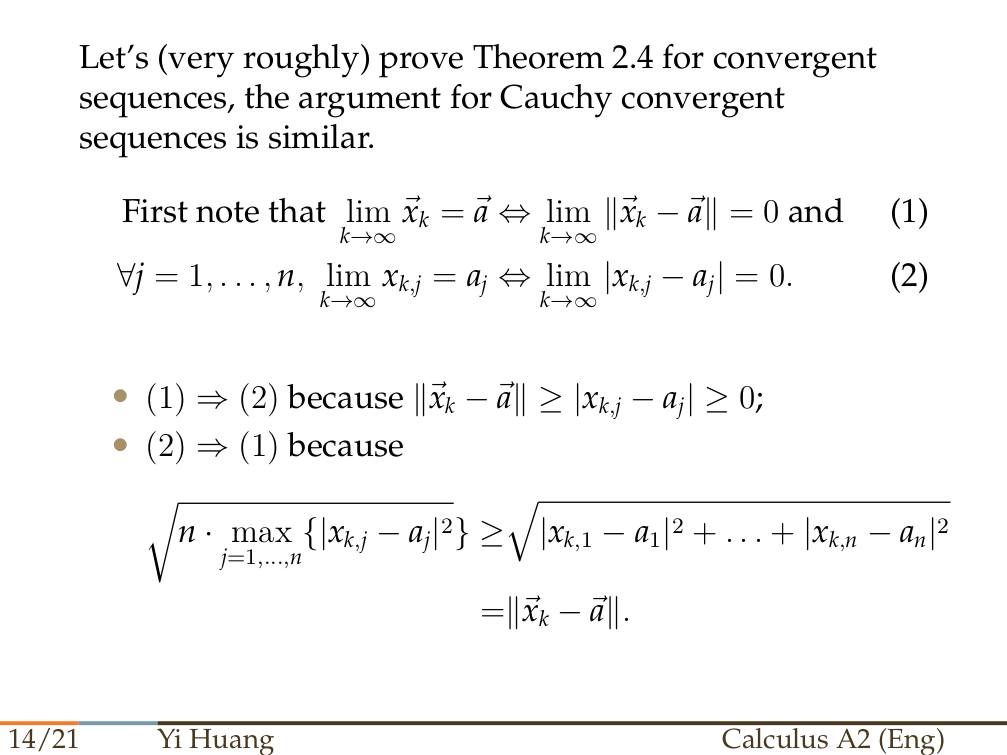 Let’s (very roughly) prove Theorem 2.4 for convergent
sequences, the argument for Cauchy convergent
sequences is similar.
First note that lim_{k→∞} x⃗_k = a⃗ ⇔ lim_{k→∞} ‖x⃗_k − a⃗‖ = 0 and (1)
∀j = 1, . . . , n, lim_{k→∞} x_{k,j} = a_j ⇔ lim_{k→∞} |x_{k,j} − a_j| = 0. (2)
• (1) ⇒ (2) because ‖x⃗_k − a⃗‖ ≥ |x_{k,j} − a_j| ≥ 0;
• (2) ⇒ (1) because
√(n · max_{j=1,...,n}{|x_{k,j} − a_j|²}) ≥ √(|x_{k,1} − a_1|² + . . . + |x_{k,n} − a_n|²)
=‖x⃗_k − a⃗‖.
14/21 Yi Huang Calculus A2 (Eng)